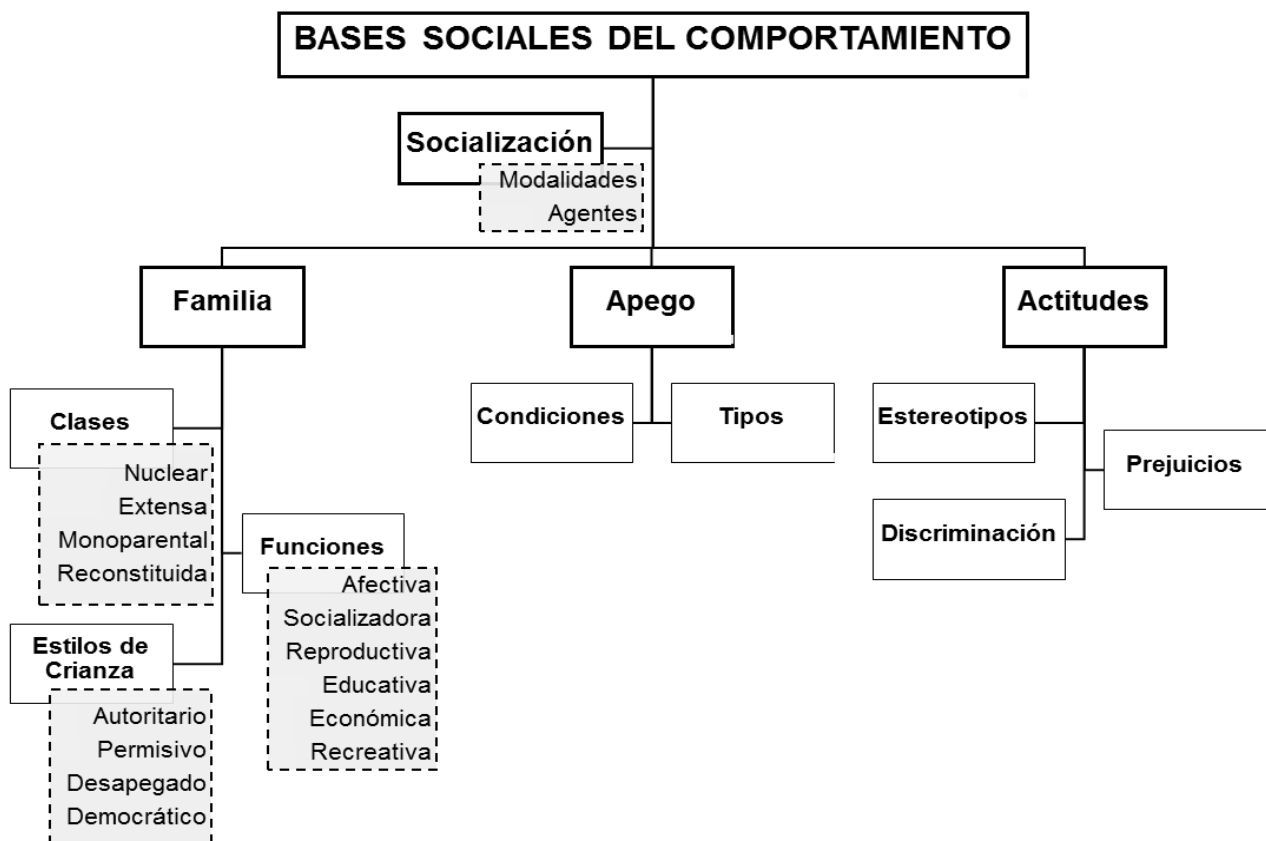 BASES SOCIALES DEL COMPORTAMIENTO
Socialización
Modalidades
Agentes
Familia
Apego
Actitudes
Clases
Nuclear
Extensa
Monoparental
Reconstituida
Funciones
Afectiva
Socializadora
Reproductiva
Educativa
Económica
Recreativa
Estilos de
Crianza
Autoritario
Permisivo
Desapegado
Democrático
Condiciones
Tipos
Estereotipos
Prejuicios
Discriminación